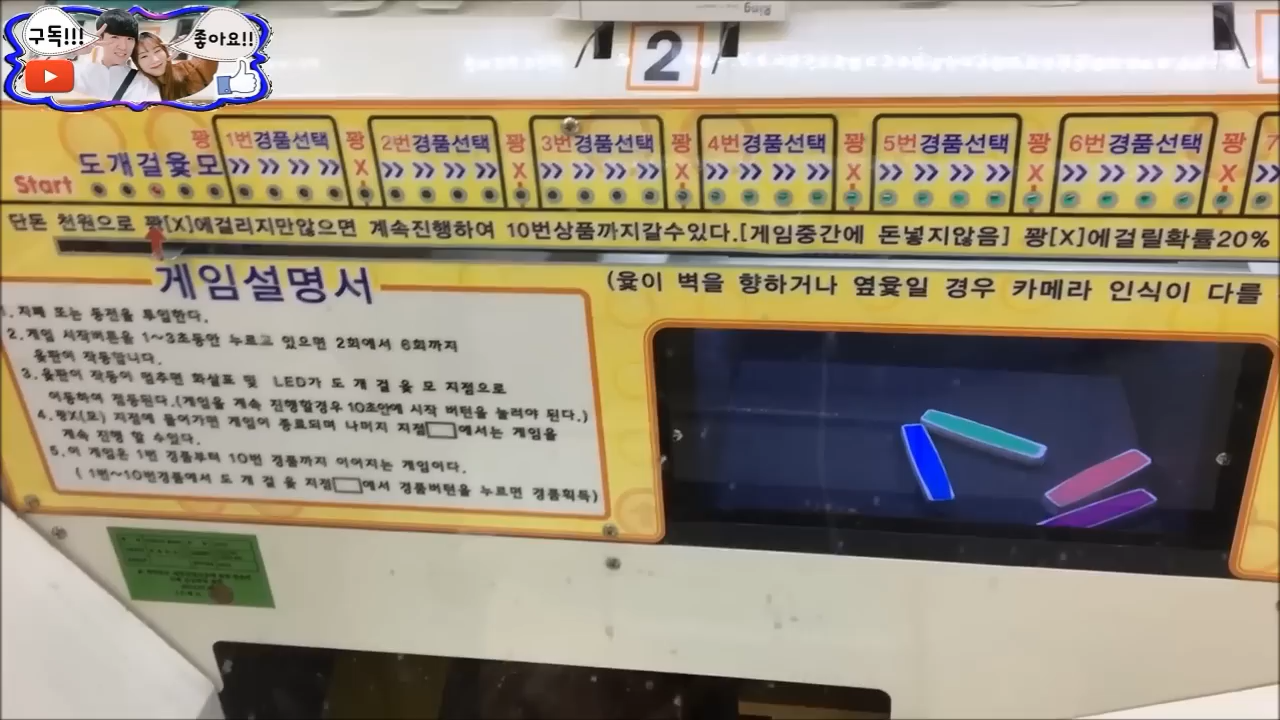 구독!!!
좋아요!!
Ring
2
꽝 1번경품선택 꽝 2번경품선택 꽝 3번경품선택 꽝 4번경품선택 꽝 5번경품선택 꽝 6번경품선택 꽝 7
도개걸윷모 》》》》 X 》》》》 X 》》》》 X 》》》》 X 》》》》 X 》》》》 X 》
Start
단돈 천원으로 꽝[X]에걸리지만않으면 계속진행하여 10번상품까지갈수있다.[게임중간에 돈넣지않음] 꽝[X]에걸릴확률20%
게임설명서
(윷이 벽을 향하거나 옆윷일 경우 카메라 인식이 다를
1.지폐 또는 동전을 투입한다.
2.게임 시작버튼을 1~3초동안 누르고 있으면 2회에서 6회까지
윷판이 작동합니다.
3.윷판이 작동이 멈추면 화살표 및 LED가 도 개 걸 윷 모 지점으로
이동하여 점등된다.(게임을 계속 진행할경우 10초안에 시작 버턴을 눌러야 된다.)
4.꽝X(모) 지점에 들어가면 게임이 종료되며 나머지 지점에서는 게임을
계속 진행 할 수있다.
5.이 게임은 1번 경품부터 10번 경품까지 이어지는 게임이다.
( 1번~10번경품에서 도 개 걸 윷 지점에서 경품버턴을 누르면 경품획득)